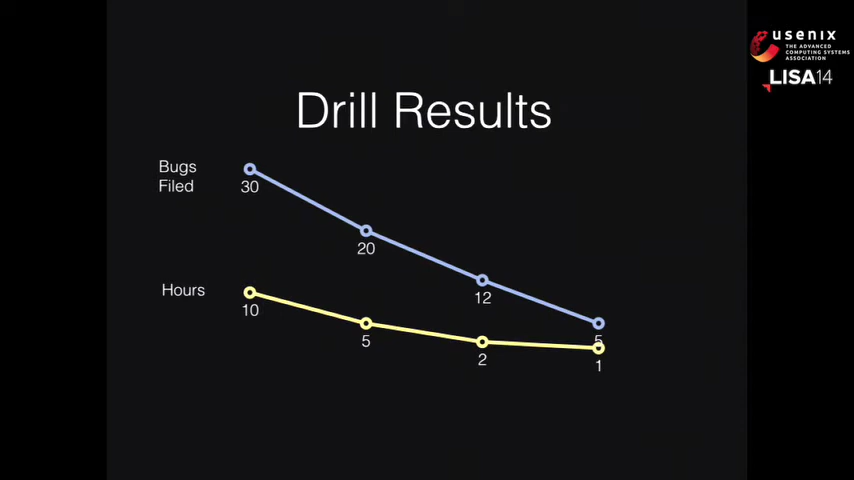 usenix
THE ADVANCED
COMPUTING SYSTEMS
ASSOCIATION
LISA14
Drill Results
Bugs
Filed
30
20
12
5
Hours
10
5
2
1